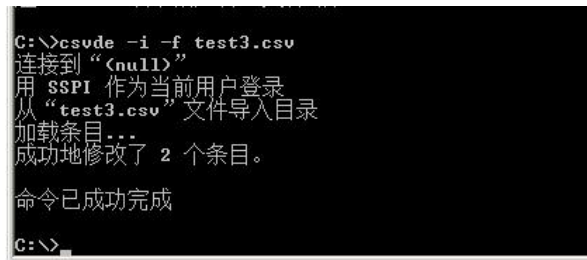 C:\>csvde -i -f test3.csv
连接到“(null)”
用 SSPI 作为当前用户登录
从“test3.csv”文件导入目录
加载条目...
成功地修改了 2 个条目。
命令已成功完成
C:\>_